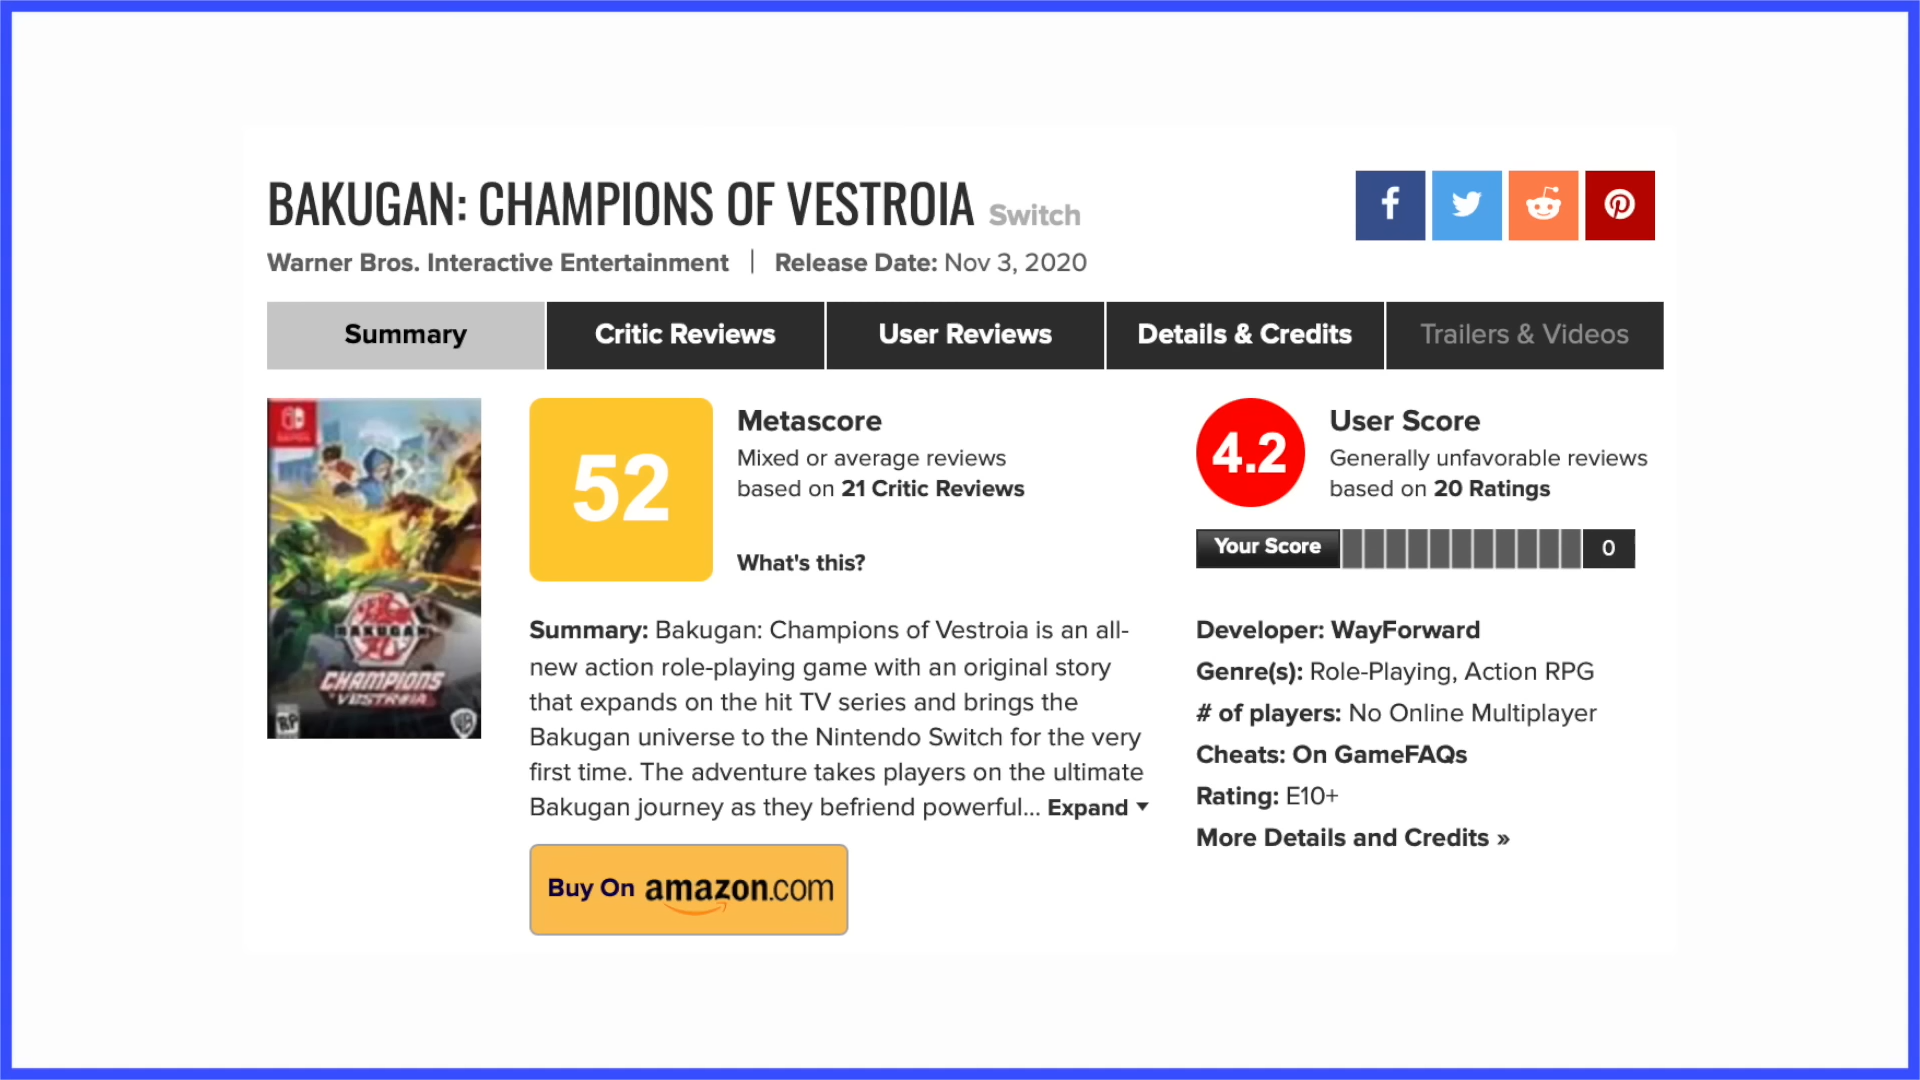 BAKUGAN: CHAMPIONS OF VESTROIA Switch
Warner Bros. Interactive Entertainment | Release Date: Nov 3, 2020
Summary
Critic Reviews
User Reviews
Details & Credits
Trailers & Videos
BAKUGAN
CHAMPIONS
VESTROIA
RP
52
Metascore
Mixed or average reviews
based on 21 Critic Reviews
What's this?
4.2
User Score
Generally unfavorable reviews
based on 20 Ratings
Your Score
0
Summary: Bakugan: Champions of Vestroia is an all-
new action role-playing game with an original story
that expands on the hit TV series and brings the
Bakugan universe to the Nintendo Switch for the very
first time. The adventure takes players on the ultimate
Bakugan journey as they befriend powerful... Expand
Buy On amazon.com
Developer: WayForward
Genre(s): Role-Playing, Action RPG
# of players: No Online Multiplayer
Cheats: On GameFAQs
Rating: E10+
More Details and Credits »